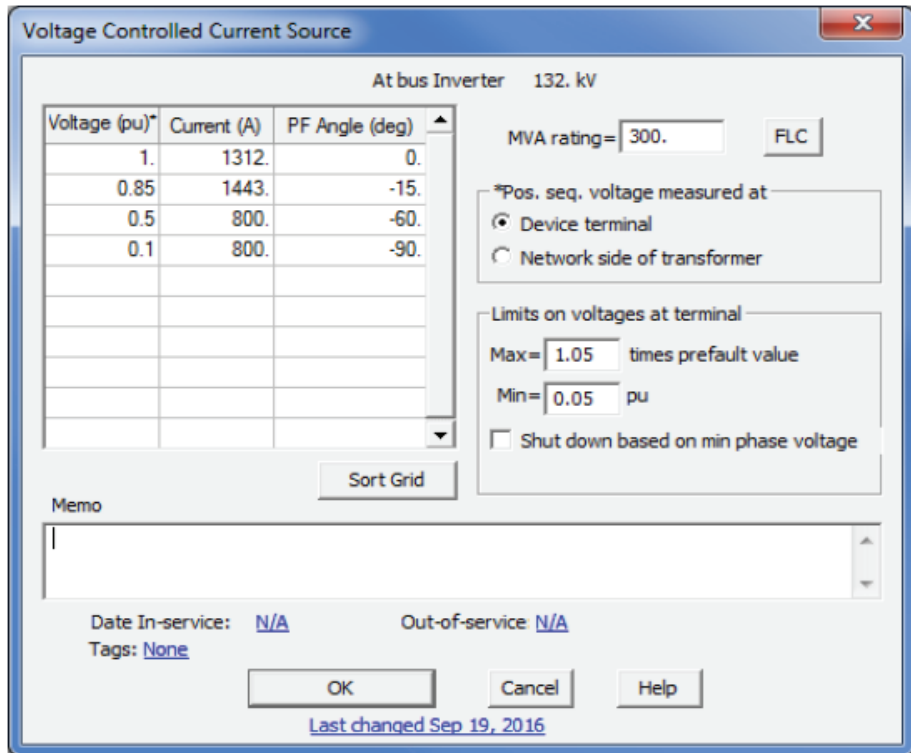 Voltage Controlled Current Source
At bus Inverter 132. kV
Voltage (pu)* Current (A) PF Angle (deg)
1. 1312. 0.
0.85 1443. -15.
0.5 800. -60.
0.1 800. -90.
Sort Grid
MVA rating= 300. FLC
*Pos. seq. voltage measured at
Device terminal
Network side of transformer
Limits on voltages at terminal
Max= 1.05 times prefault value
Min= 0.05 pu
Shut down based on min phase voltage
Memo
Date In-service: N/A Out-of-service N/A
Tags: None
OK Cancel Help
Last changed Sep 19, 2016